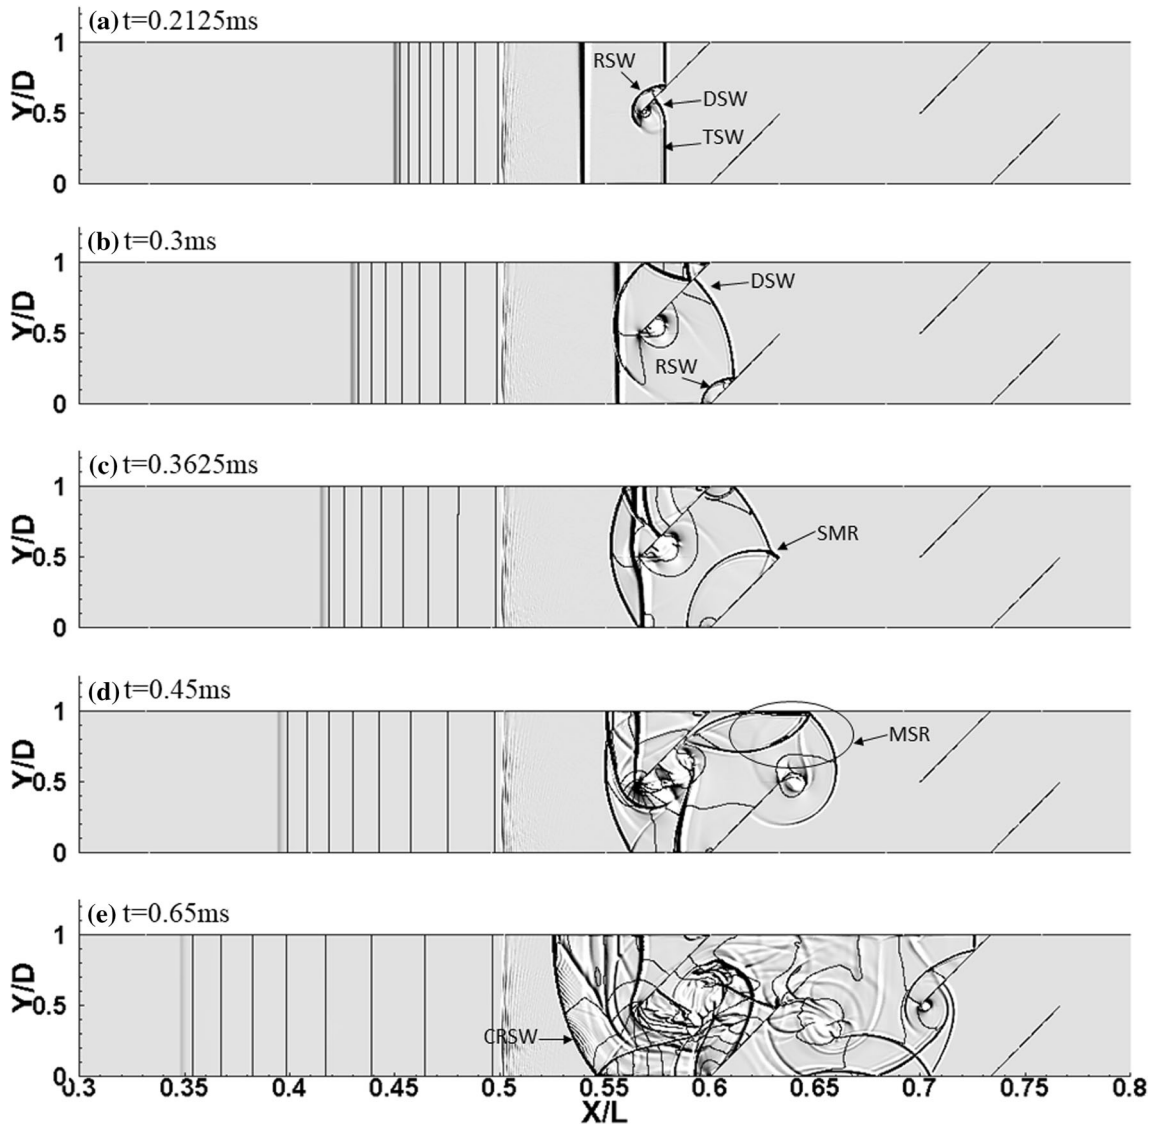 (a) t=0.2125ms
1
RSW
DSW
Y/D
0.5
TSW
0
(b) t=0.3ms
1
DSW
Y/D
0.5
RSW
0
(c) t=0.3625ms
1
SMR
Y/D
0.5
0
(d) t=0.45ms
1
MSR
Y/D
0.5
0
(e) t=0.65ms
1
Y/D
0.5
CRSW
0
0.3 0.35 0.4 0.45 0.5 0.55 0.6 0.65 0.7 0.75 0.8
X/L